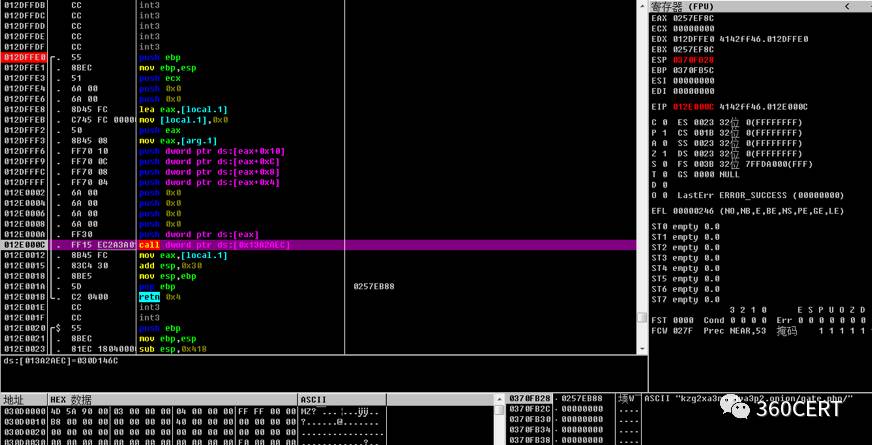 012DFFDB CC int3
012DFFDC CC int3
012DFFDD CC int3
012DFFDE CC int3
012DFFDF CC int3
012DFFE0 . 55 push ebp
012DFFE1 . 8BEC mov ebp,esp
012DFFE3 . 51 push ecx
012DFFE4 . 6A 00 push 0x0
012DFFE6 . 6A 00 push 0x0
012DFFE8 . 8D45 FC lea eax,[local.1]
012DFFEB . C745 FC 0000 mov [local.1],0x0
012DFFF2 . 50 push eax
012DFFF3 . 8B45 08 mov eax,[arg.1]
012DFFF6 . FF70 10 push dword ptr ds:[eax+0x10]
012DFFF9 . FF70 0C push dword ptr ds:[eax+0xC]
012DFFFC . FF70 08 push dword ptr ds:[eax+0x8]
012DFFFF . FF70 04 push dword ptr ds:[eax+0x4]
012E0002 . 6A 00 push 0x0
012E0004 . 6A 00 push 0x0
012E0006 . 6A 00 push 0x0
012E0008 . 6A 00 push 0x0
012E000A . FF30 push dword ptr ds:[eax]
012E000C . FF15 EC2A3A0 call dword ptr ds:[0x13A2AEC]
012E0012 . 8B45 FC mov eax,[local.1]
012E0015 . 83C4 30 add esp,0x30
012E0018 . 8BE5 mov esp,ebp
012E001A . 5D pop ebp 0257EB88
012E001B . C2 0400 retn 0x4
012E001E CC int3
012E001F CC int3
012E0020 $ 55 push ebp
012E0021 . 8BEC mov ebp,esp
012E0023 . 81EC 1804000 sub esp,0x418
ds:[013A2AEC]=030D146C
寄存器 (FPU) <
EAX 0257EF8C
ECX 00000000
EDX 012DFFE0 4142ff46.012DFFE0
EBX 0257EF8C
ESP 0370FB28
EBP 0370FB5C
ESI 00000000
EDI 00000000
EIP 012E000C 4142ff46.012E000C
C 0 ES 0023 32位 0(FFFFFFFF)
P 1 CS 001B 32位 0(FFFFFFFF)
A 0 SS 0023 32位 0(FFFFFFFF)
Z 1 DS 0023 32位 0(FFFFFFFF)
S 0 FS 003B 32位 7FFDA000(FFF)
T 0 GS 0000 NULL
D 0
O 0 LastErr ERROR_SUCCESS (00000000)
EFL 00000246 (NO,NB,E,BE,NS,PE,GE,LE)
ST0 empty 0.0
ST1 empty 0.0
ST2 empty 0.0
ST3 empty 0.0
ST4 empty 0.0
ST5 empty 0.0
ST6 empty 0.0
ST7 empty 0.0
3 2 1 0 E S P U O Z D
FST 0000 Cond 0 0 0 0 Err 0 0 0 0 0 0 0
FCW 027F Prec NEAR,53 掩码 1 1 1 1 1
地址 HEX 数据 ASCII
030D0000 4D 5A 90 00 03 00 00 00 04 00 00 00 FF FF 00 00
030D0010 B8 00 00 00 00 00 00 00 40 00 00 00 00 00 00 00
030D0020 00 00 00 00 00 00 00 00 00 00 00 00 00 00 00 00
0370FB28 0257EB88 ASCII
0370FB2C 00000000 ....
0370FB30 00000000 ....
0370FB34 00000000 ....
0370FB38 00000000 ....
360CERT